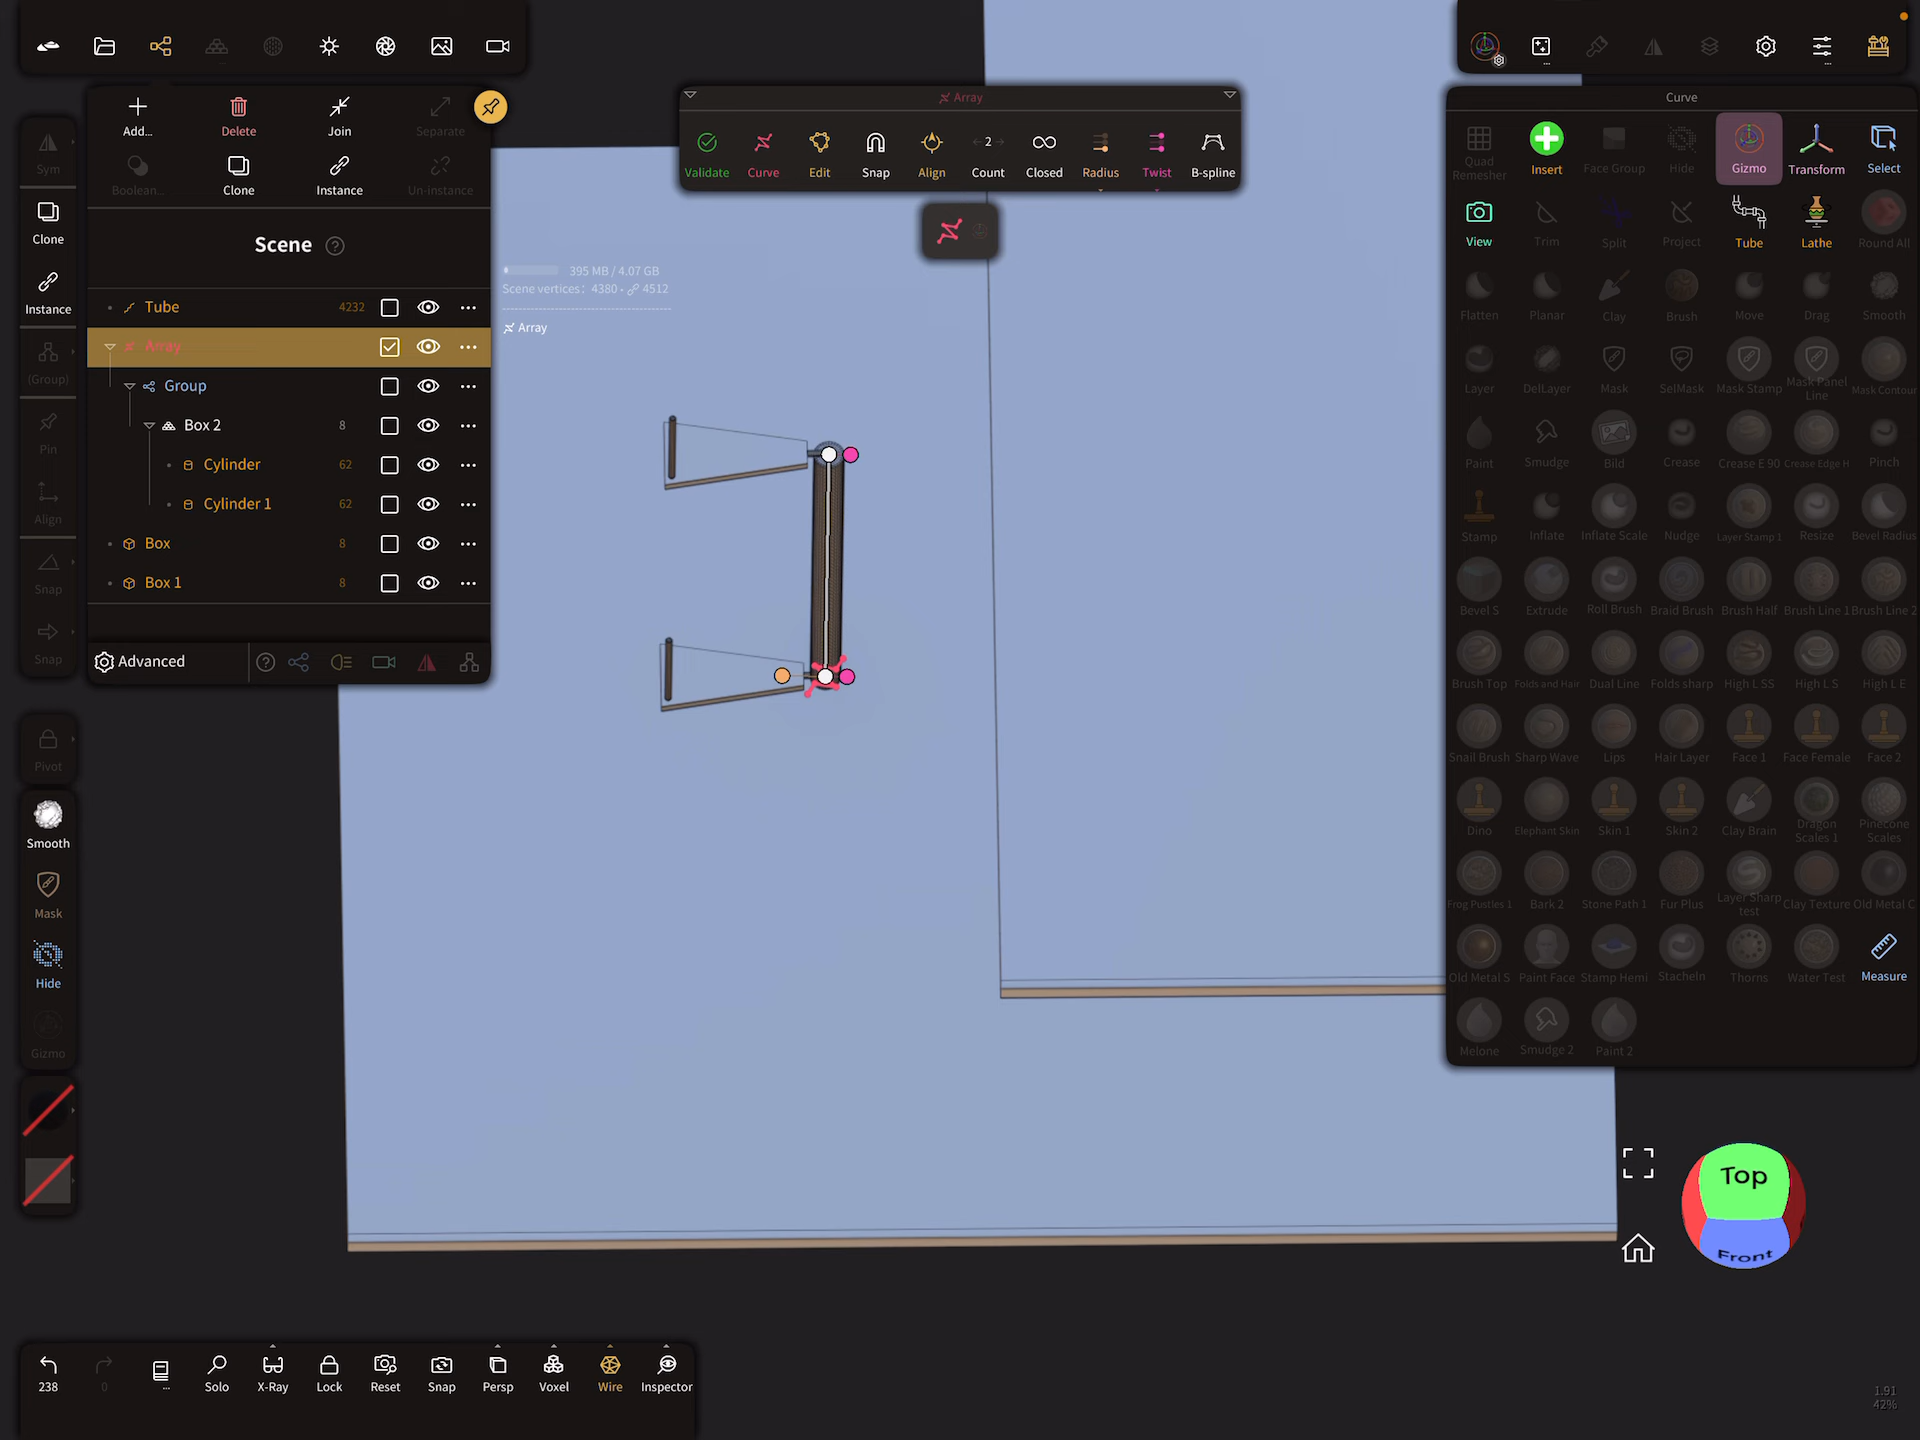 Add...
Delete
Join
Separate
Boolean...
Clone
Instance
Un-instance
Scene ?
Tube 4232
Array
Group
Box 2 8
Cylinder 62
Cylinder 1 62
Box 8
Box 1 8
Advanced
?
Sym
Clone
Instance
(Group)
Pin
Align
Snap
Snap
Pivot
Smooth
Mask
Hide
Gizmo
395 MB / 4.07 GB
Scene vertices: 4380 - 4512
Array
Array
Validate
Curve
Edit
Snap
Align
2
Count
Closed
Radius
Twist
B-spline
Curve
Quad Remesher
Insert
Face Group
Hide
Gizmo
Transform
Select
View
Trim
Split
Project
Tube
Lathe
Round All
Flatten
Planar
Clay
Brush
Move
Drag
Smooth
Layer
DelLayer
Mask
SelMask
Mask Stamp
Mask Panel Line
Mask Contour
Paint
Smudge
Bild
Crease
Crease E 90
Crease Edge H
Pinch
Stamp
Inflate
Inflate Scale
Nudge
Layer Stamp 1
Resize
Bevel Radius
Bevel S
Extrude
Roll Brush
Braid Brush
Brush Half
Brush Line 1
Brush Line 2
Brush Top
Folds and Hair
Dual Line
Folds sharp
High L SS
High L S
High L E
Snail Brush
Sharp Wave
Lips
Hair Layer
Face 1
Face Female
Face 2
Dino
Elephant Skin
Skin 1
Skin 2
Clay Brain
Dragon Scales 1
Pinecone Scales
Frog Pustles 1
Bark 2
Stone Path 1
Fur Plus
Layer Sharp test
Clay Texture
Old Metal C
Old Metal S
Paint Face
Stamp Hemi
Stacheln
Thorns
Water Test
Measure
Melone
Smudge 2
Paint 2
Top
Front
238
0
...
Solo
X-Ray
Lock
Reset
Snap
Persp
Voxel
Wire
Inspector
1.91
42%